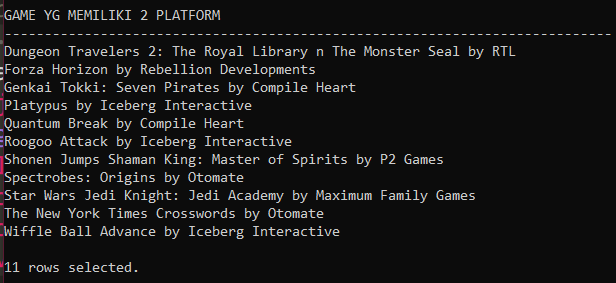 GAME YG MEMILIKI 2 PLATFORM
--------------------------------------------------------------------------------
Dungeon Travelers 2: The Royal Library n The Monster Seal by RTL
Forza Horizon by Rebellion Developments
Genkai Tokki: Seven Pirates by Compile Heart
Platypus by Iceberg Interactive
Quantum Break by Compile Heart
Roogoo Attack by Iceberg Interactive
Shonen Jumps Shaman King: Master of Spirits by P2 Games
Spectrobes: Origins by Otomate
Star Wars Jedi Knight: Jedi Academy by Maximum Family Games
The New York Times Crosswords by Otomate
Wiffle Ball Advance by Iceberg Interactive
11 rows selected.